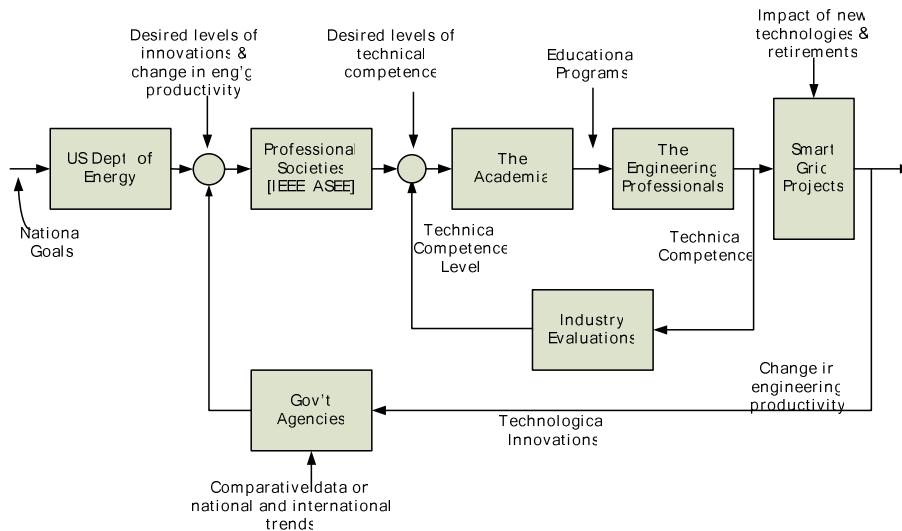 Desired levels of
innovations &
change in eng'g
productivity
Desired levels of
technical
competence
Educationa
Programs
Impact of new
technologies &
retirements
US Dept of
Energy
Professional
Societies
[IEEE ASEE]
The
Academia
The
Engineering
Professionals
Smart
Grid
Projects
Nationa
Goals
Technica
Competence
Level
Technica
Competence
Industry
Evaluations
Change in
engineering
productivity
Gov't
Agencies
Technologica
Innovations
Comparative data on
national and international
trends